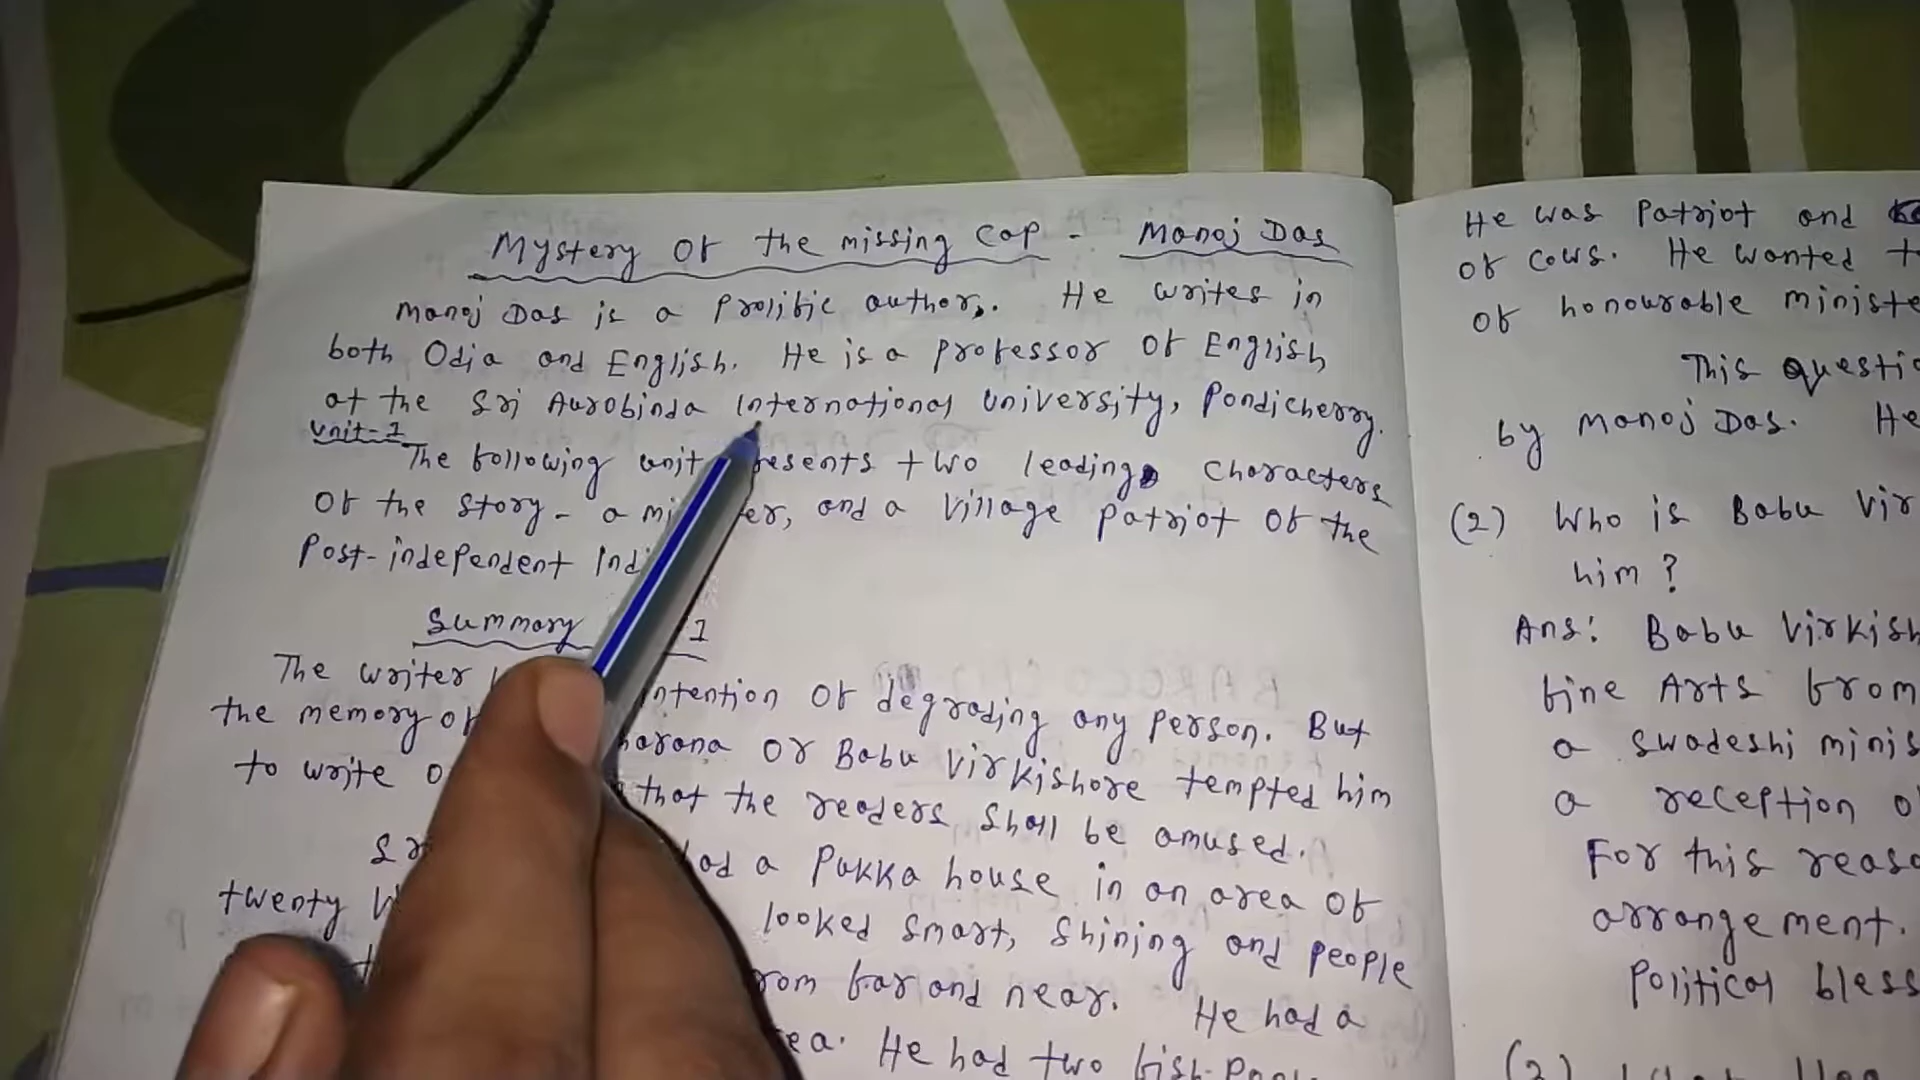 Mystery of the missing Cap - Manoj Das
Manoj Das is a prolific author. He writes in
both Odia and English. He is a professor of English
at the Sri Aurobinda International University, Pondicherry.
Unit-1
The following unit presents two leading characters
of the story - a mi er, and a village patriot of the
Post-independent Ind
Summary 1
The writer intention of degrading any person. But
the memory of harana or Babu Virkishore tempted him
to write that the readers shall be amused.
had a Pukka house in an area of
twenty looked smart, shining and people
from far and near. He had a
He had two fish-
He was Patriot and
of cows. He wanted t
of honourable ministe
This questio
by Manoj Das. He
(2) Who is Babu Vir
him?
Ans: Babu Virkish
fine Arts from
a swadeshi minis
a reception o
For this reaso
arrangement.
Political bless
(3)